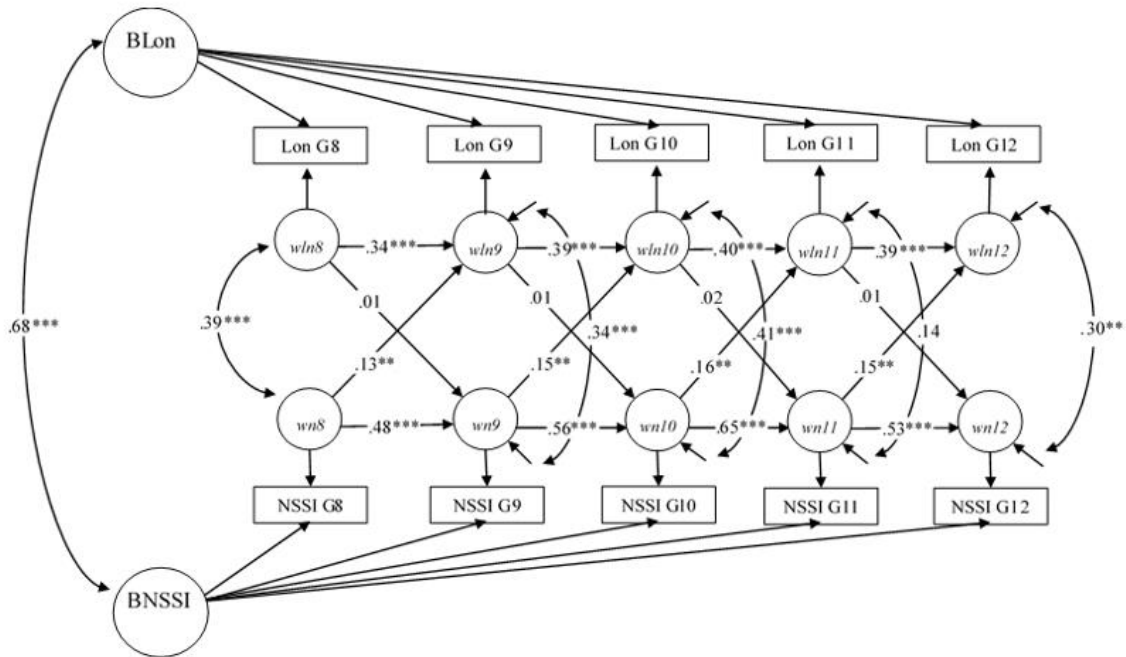 BLon
Lon G8
Lon G9
Lon G10
Lon G11
Lon G12
wln8
.34***
wln9
.39***
wln10
.40***
wln11
.39***
wln12
.68***
.39***
.01
.01
.02
.01
.34***
.41***
.14
.30**
.13**
.15**
.16**
.15**
wn8
.48***
wn9
.56***
wn10
.65***
wn11
.53***
wn12
NSSI G8
NSSI G9
NSSI G10
NSSI G11
NSSI G12
BNSSI